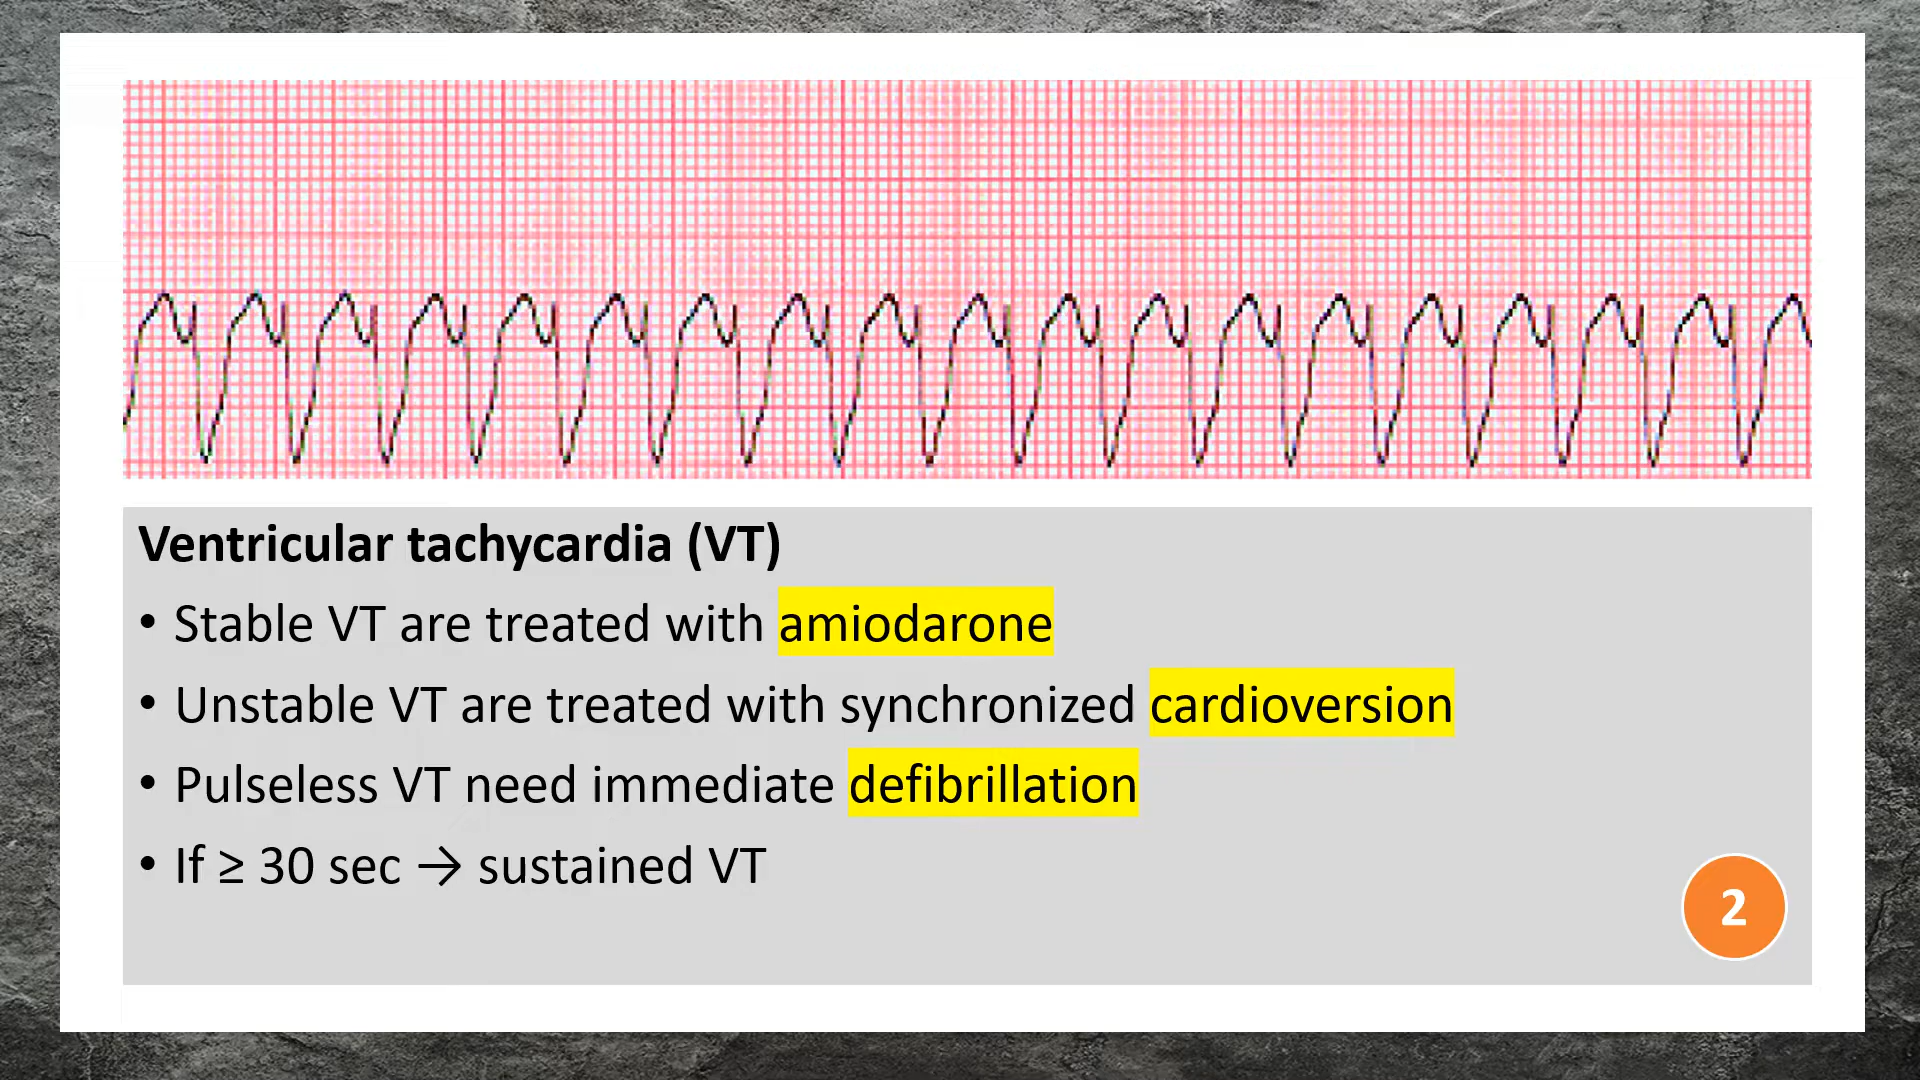 Ventricular tachycardia (VT)
• Stable VT are treated with amiodarone
• Unstable VT are treated with synchronized cardioversion
• Pulseless VT need immediate defibrillation
• If ≥ 30 sec → sustained VT
2